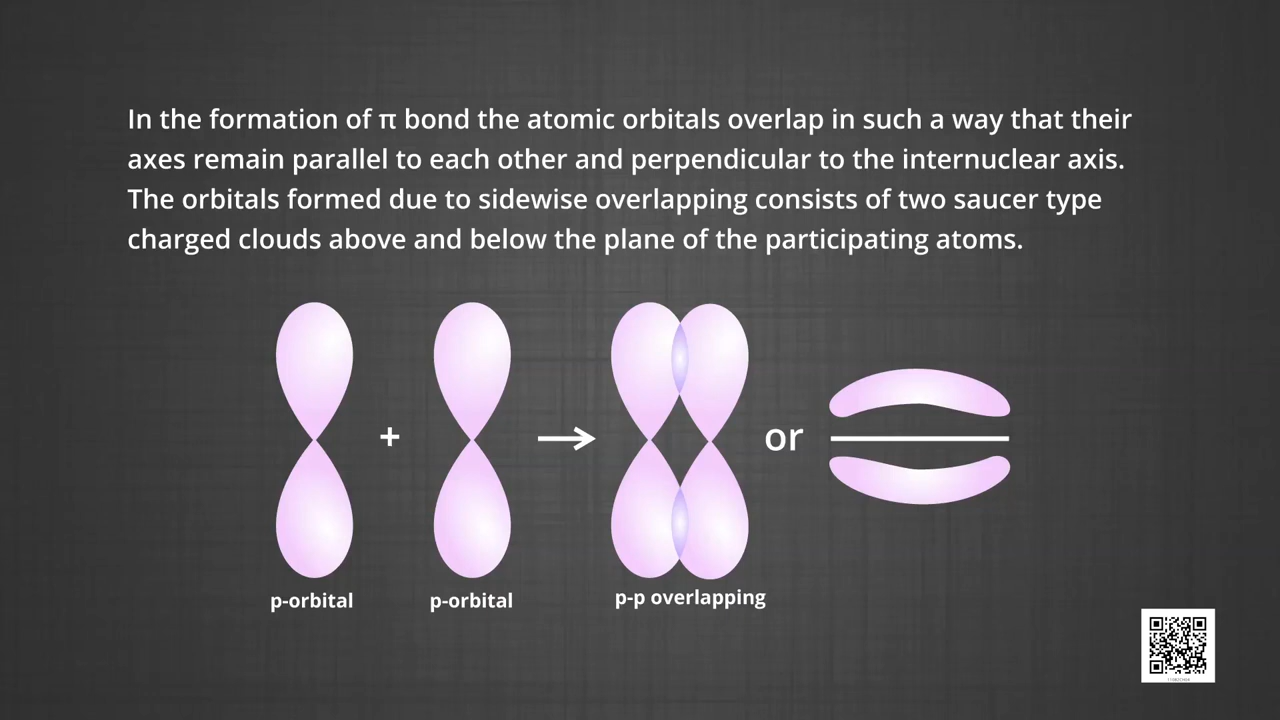 In the formation of π bond the atomic orbitals overlap in such a way that their
axes remain parallel to each other and perpendicular to the internuclear axis.
The orbitals formed due to sidewise overlapping consists of two saucer type
charged clouds above and below the plane of the participating atoms.
+
or
p-orbital
p-orbital
p-p overlapping